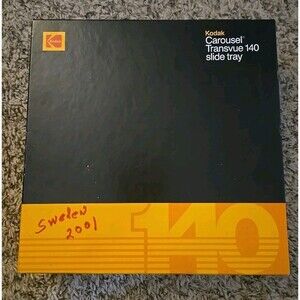 Kodak
Carousel®
Transvue 140
slide tray
Sweden
2001
140